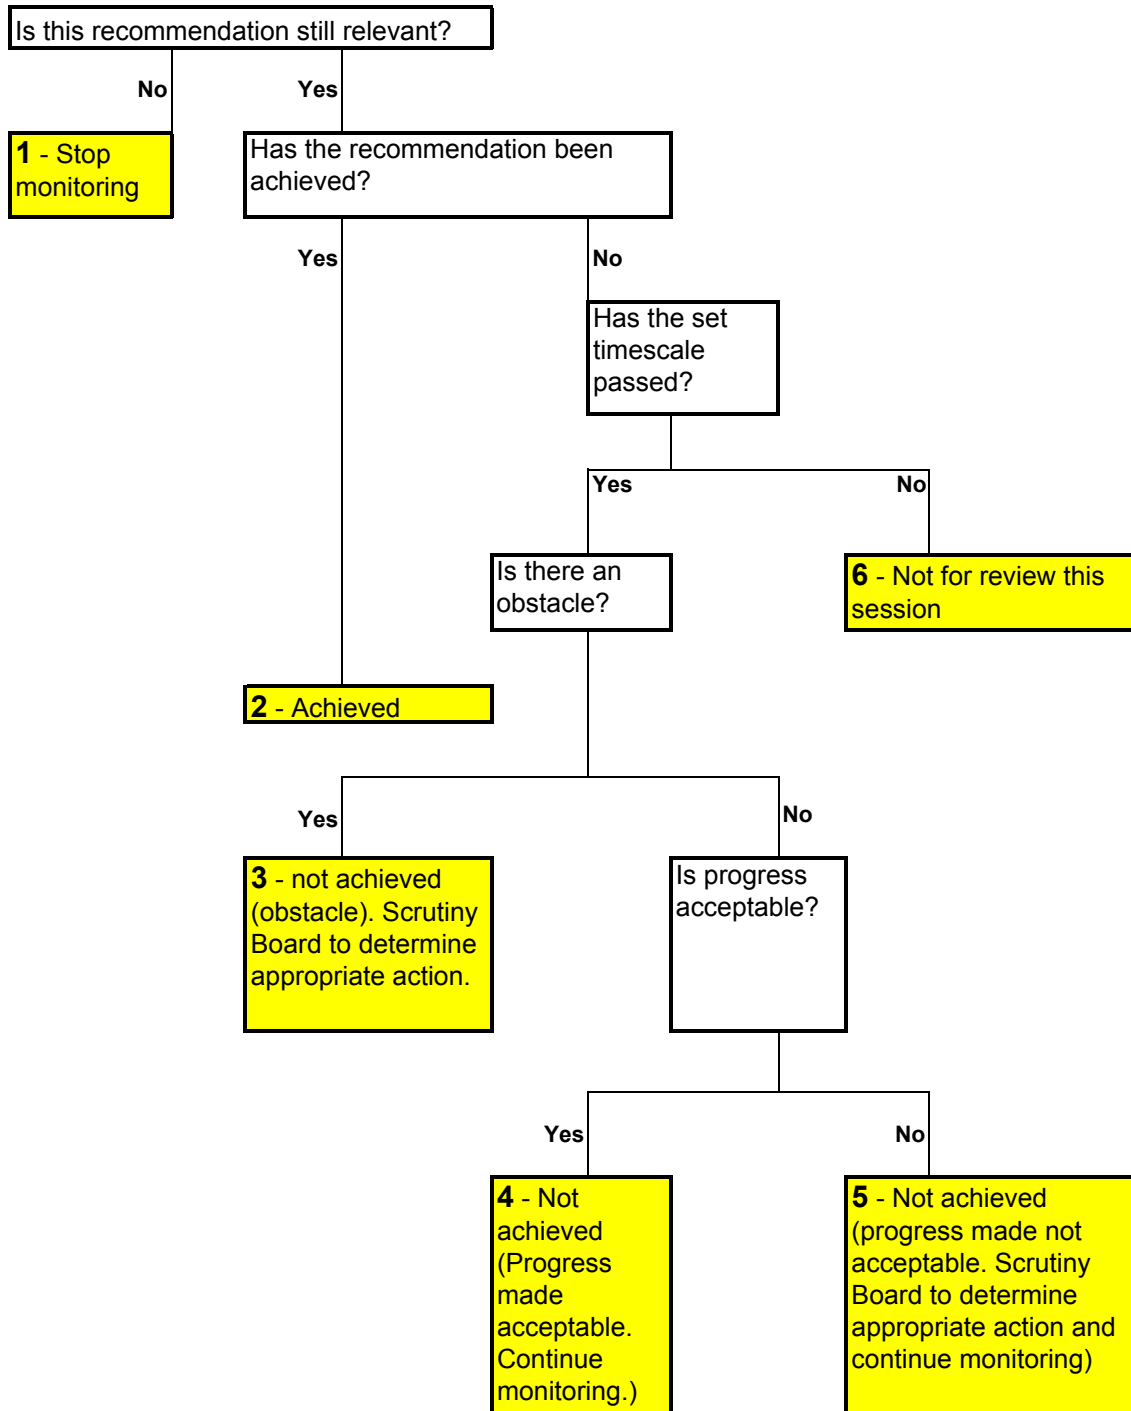 Is this recommendation still relevant?
No
Yes
1 - Stop
monitoring
Has the recommendation been
achieved?
Yes
No
Has the set
timescale
passed?
Yes
No
Is there an
obstacle?
6 - Not for review this
session
2 - Achieved
Yes
No
3 - not achieved
(obstacle). Scrutiny
Board to determine
appropriate action.
Is progress
acceptable?
Yes
No
4 - Not
achieved
(Progress
made
acceptable.
Continue
monitoring.)
5 - Not achieved
(progress made not
acceptable. Scrutiny
Board to determine
appropriate action and
continue monitoring)